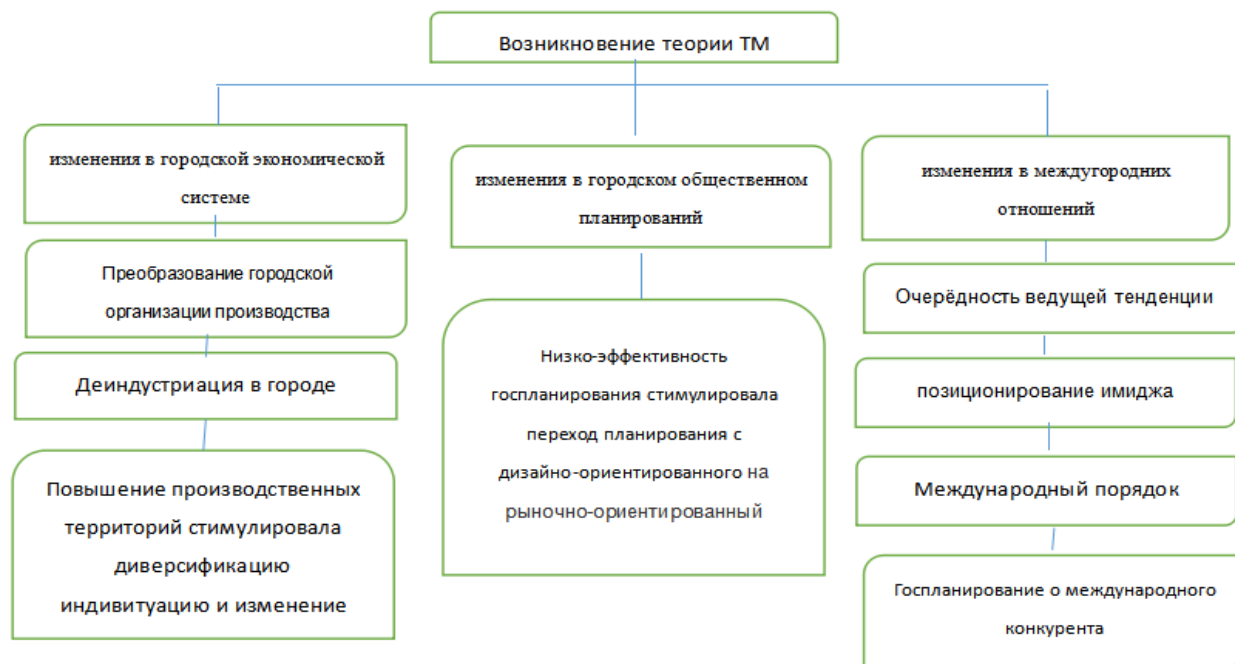 Возникновение теории ТМ
изменения в городской экономической
системе
Преобразование городской
организации производства
Деиндустриация в городе
Повышение производственных
территорий стимулировала
диверсификацию
индивитуацию и изменение
изменения в городском общественном
планирований
Низко-эффективность
госпланирования стимулировала
переход планирования с
дизайно-ориентированного на
рыночно-ориентированный
изменения в междугородних
отношений
Очерёдность ведущей тенденции
позиционирование имиджа
Международный порядок
Госпланирование о международного
конкурента